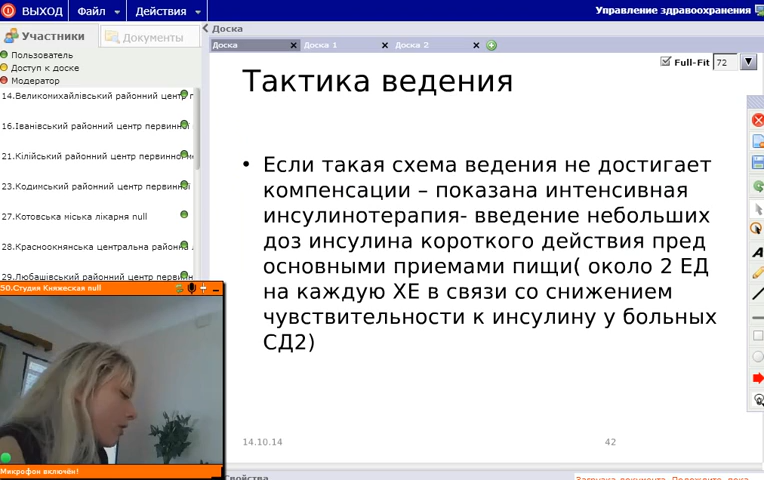 ВЫХОД Файл Действия Управление здравоохранения
Участники Документы
Пользователь
Доступ к доске
Модератор
14.Великомихайлівський районний центр п
16.Іванівський районний центр первинної
21.Кілійський районний центр первинної
23.Кодимський районний центр первинної
27.Котовська міська лікарня null
28.Красноокнянська центральна районна
29.Любашівський районний центр первинн
50.Студия Княжеская null
Микрофон включён!
Доска
Доска Доска 1 Доска 2
Full-Fit 72
Тактика ведения
• Если такая схема ведения не достигает
компенсации – показана интенсивная
инсулинотерапия- введение небольших
доз инсулина короткого действия пред
основными приемами пищи( около 2 ЕД
на каждую ХЕ в связи со снижением
чувствительности к инсулину у больных
СД2)
14.10.14 42